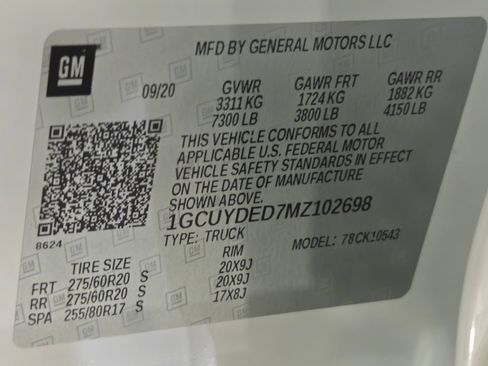 GM
MFD BY GENERAL MOTORS LLC
09/20 GVWR GAWR FRT GAWR RR
3311 KG 1724 KG 1882 KG
7300 LB 3800 LB 4150 LB
THIS VEHICLE CONFORMS TO ALL
APPLICABLE U.S. FEDERAL MOTOR
VEHICLE SAFETY STANDARDS IN EFFECT
ON THE DATE OF MANUFACTURE
SHOWN ABOVE.
1GCUYDED7MZ102698
8624
TYPE: TRUCK MODEL: 78CK10543
TIRE SIZE RIM
FRT 275/60R20 S 20X9J
RR 275/60R20 S 20X9J
SPA 255/80R17 S 17X8J